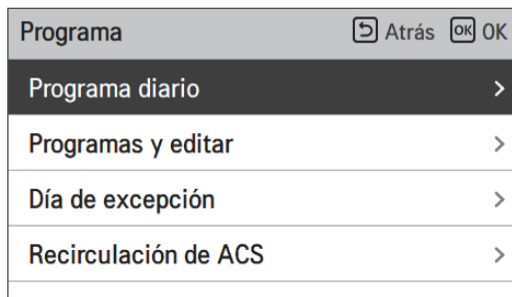 Programa Atrás OK OK
Programa diario >
Programas y editar >
Día de excepción >
Recirculación de ACS >